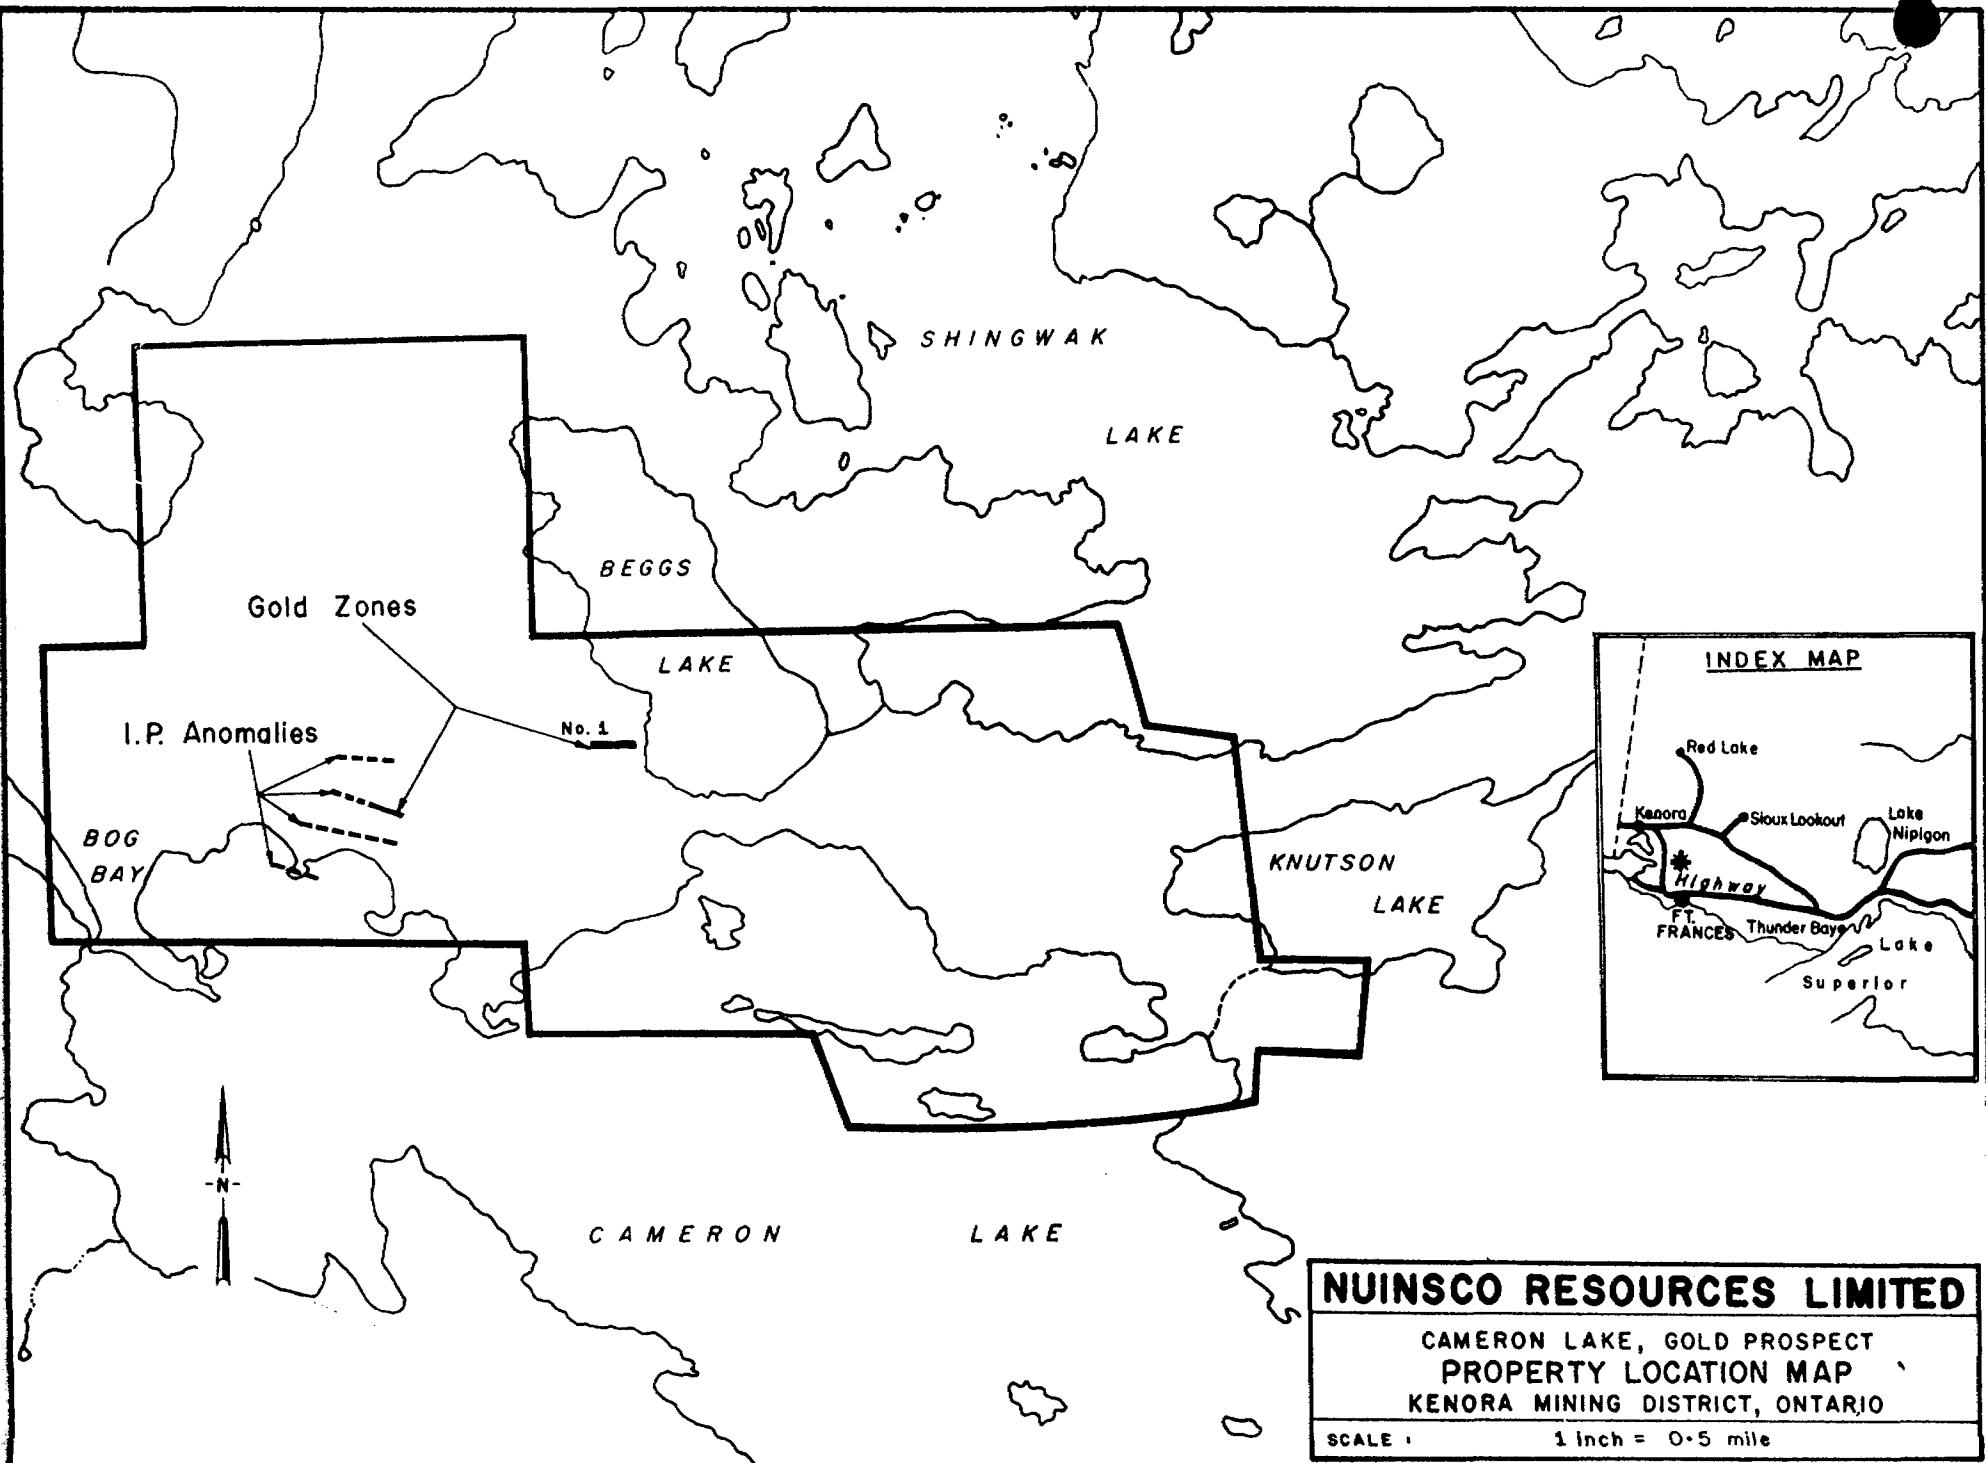 SHINGWAK
LAKE
BEGGS
LAKE
Gold Zones
No. 1
I.P. Anomalies
BOG
BAY
KNUTSON
LAKE
-N-
CAMERON LAKE
INDEX MAP
Red Lake
Kenora
Sioux Lookout
Lake
Nipigon
Highway
FT.
FRANCES
Thunder Bay
Lake
Superior
NUINSCO RESOURCES LIMITED
CAMERON LAKE, GOLD PROSPECT
PROPERTY LOCATION MAP
KENORA MINING DISTRICT, ONTARIO
SCALE : 1 inch = 0.5 mile